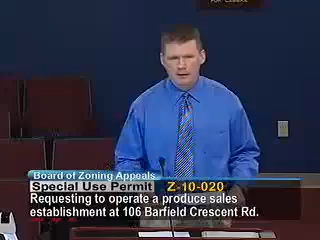 Board of Zoning Appeals
Special Use Permit Z-10-020
Requesting to operate a produce sales
establishment at 106 Barfield Crescent Rd.